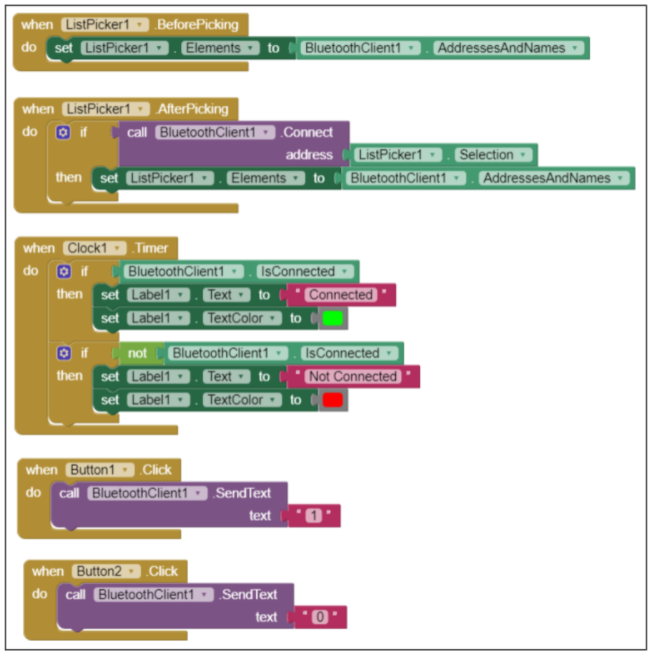 when ListPicker1 .BeforePicking
do set ListPicker1 . Elements to BluetoothClient1 . AddressesAndNames
when ListPicker1 .AfterPicking
do if call BluetoothClient1 .Connect
address ListPicker1 . Selection
then set ListPicker1 . Elements to BluetoothClient1 . AddressesAndNames
when Clock1 .Timer
do if BluetoothClient1 . IsConnected
then set Label1 . Text to " Connected "
set Label1 . TextColor to
if not BluetoothClient1 . IsConnected
then set Label1 . Text to " Not Connected "
set Label1 . TextColor to
when Button1 .Click
do call BluetoothClient1 .SendText
text " 1 "
when Button2 .Click
do call BluetoothClient1 .SendText
text " 0 "